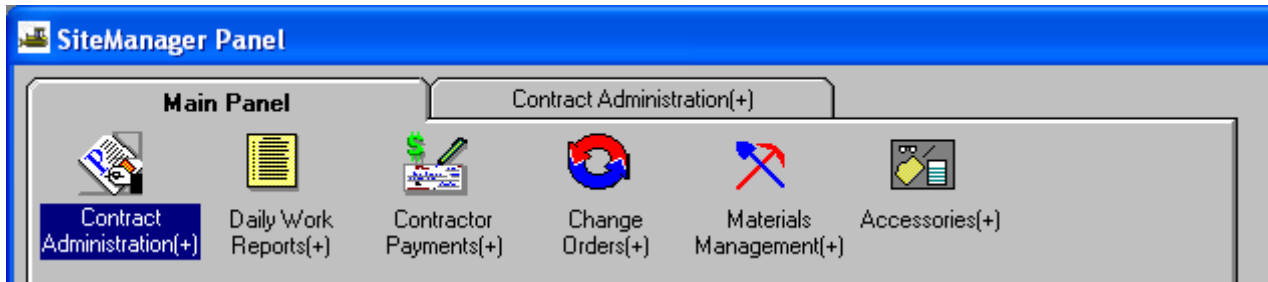 SiteManager Panel
Main Panel
Contract Administration(+)
Contract
Administration(+)
Daily Work
Reports(+)
Contractor
Payments(+)
Change
Orders(+)
Materials
Management(+)
Accessories(+)